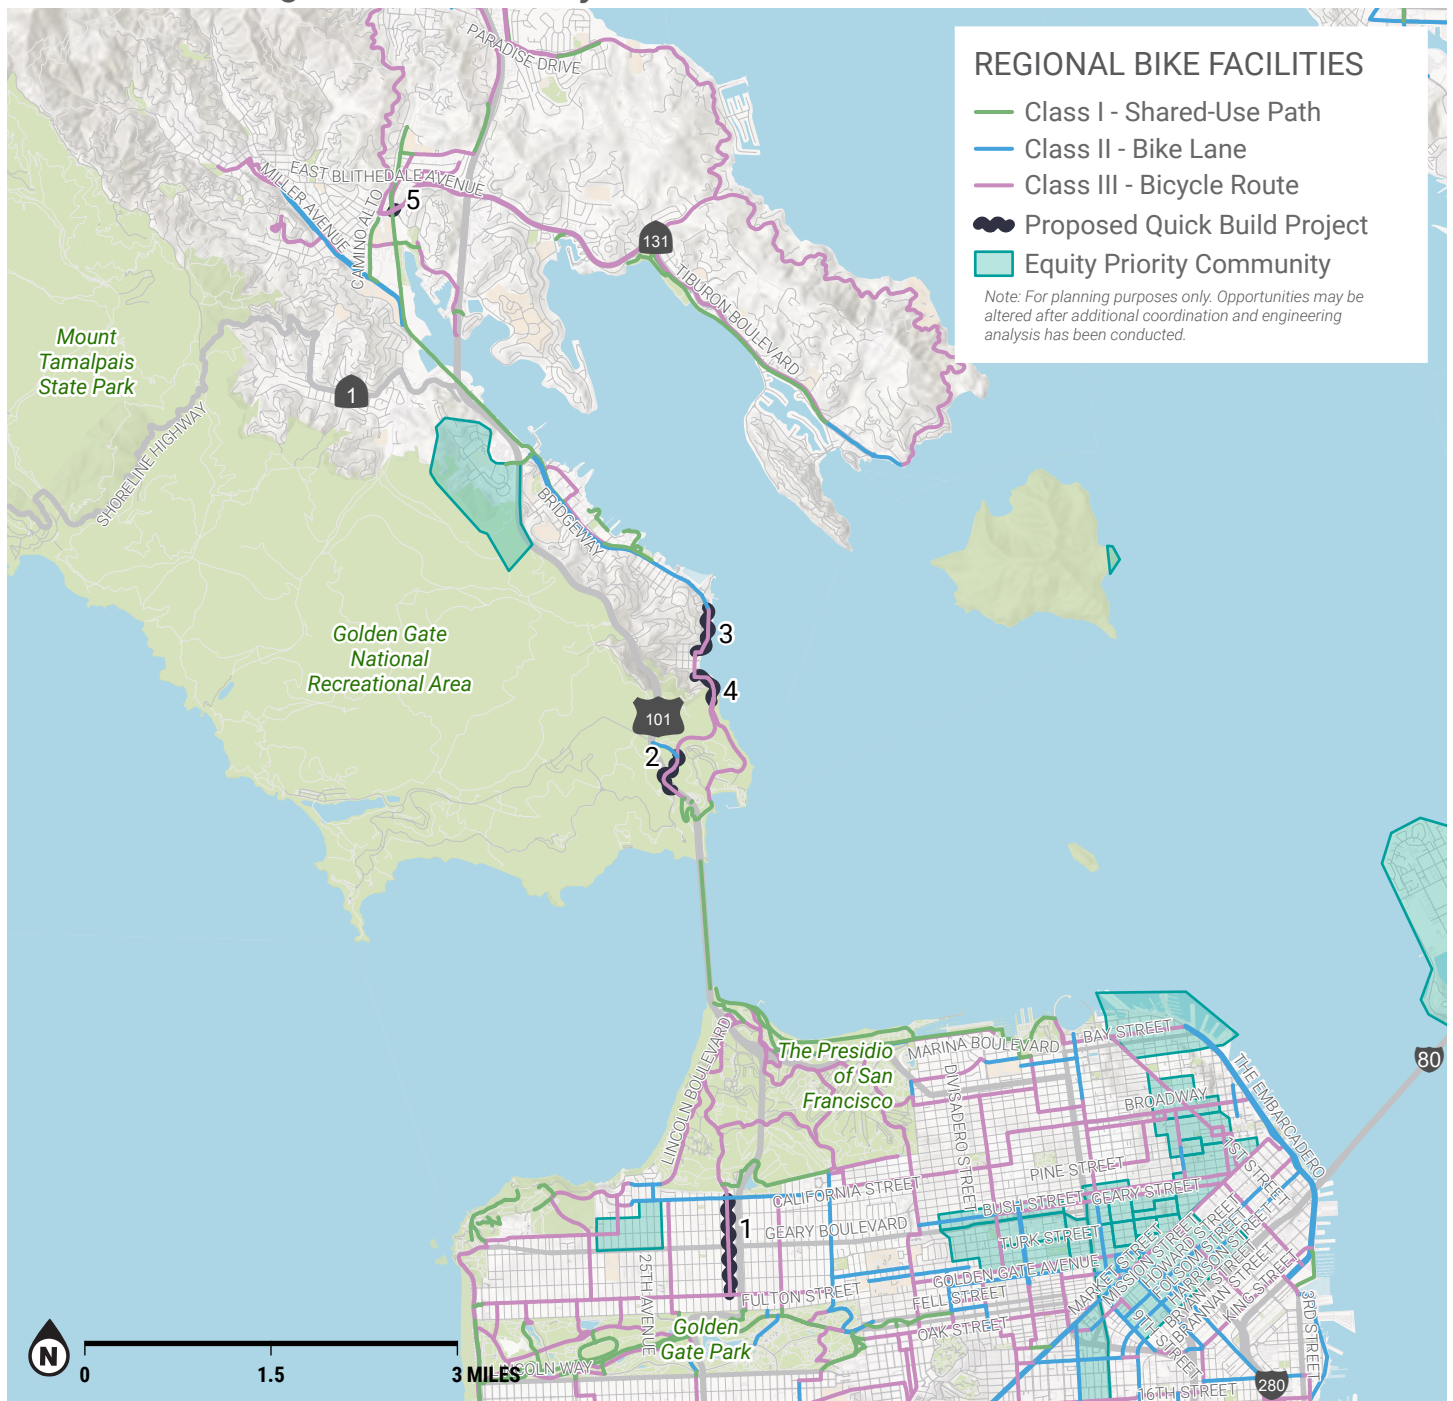 REGIONAL BIKE FACILITIES
Class I - Shared-Use Path
Class II - Bike Lane
Class III - Bicycle Route
Proposed Quick Build Project
Equity Priority Community
Note: For planning purposes only. Opportunities may be
altered after additional coordination and engineering
analysis has been conducted.
PARADISE DRIVE
EAST BLITHEDALE AVENUE
MILLER AVENUE
CAMINO ALTO
5
131
TIBURON BOULEVARD
Mount
Tamalpais
State Park
1
SHORELINE HIGHWAY
BRIDGEWAY
Golden Gate
National
Recreational Area
3
4
101
2
The Presidio
of San
Francisco
LINCOLN BOULEVARD
MARINA BOULEVARD
BAY STREET
80
DIVISADERO STREET
BROADWAY
THE EMBARCADERO
1ST STREET
PINE STREET
CALIFORNIA STREET
BUSH STREET
GEARY STREET
1
GEARY BOULEVARD
TURK STREET
25TH AVENUE
GOLDEN GATE AVENUE
MARKET STREET
MISSION STREET
HOWARD STREET
FOLSOM STREET
HARRISON STREET
BRYANT STREET
BRANNAN STREET
KING STREET
FULTON STREET
FELL STREET
OAK STREET
9TH STREET
3RD STREET
Golden
Gate Park
N
0
1.5
3 MILES
COLN WAY
280
16TH STREET